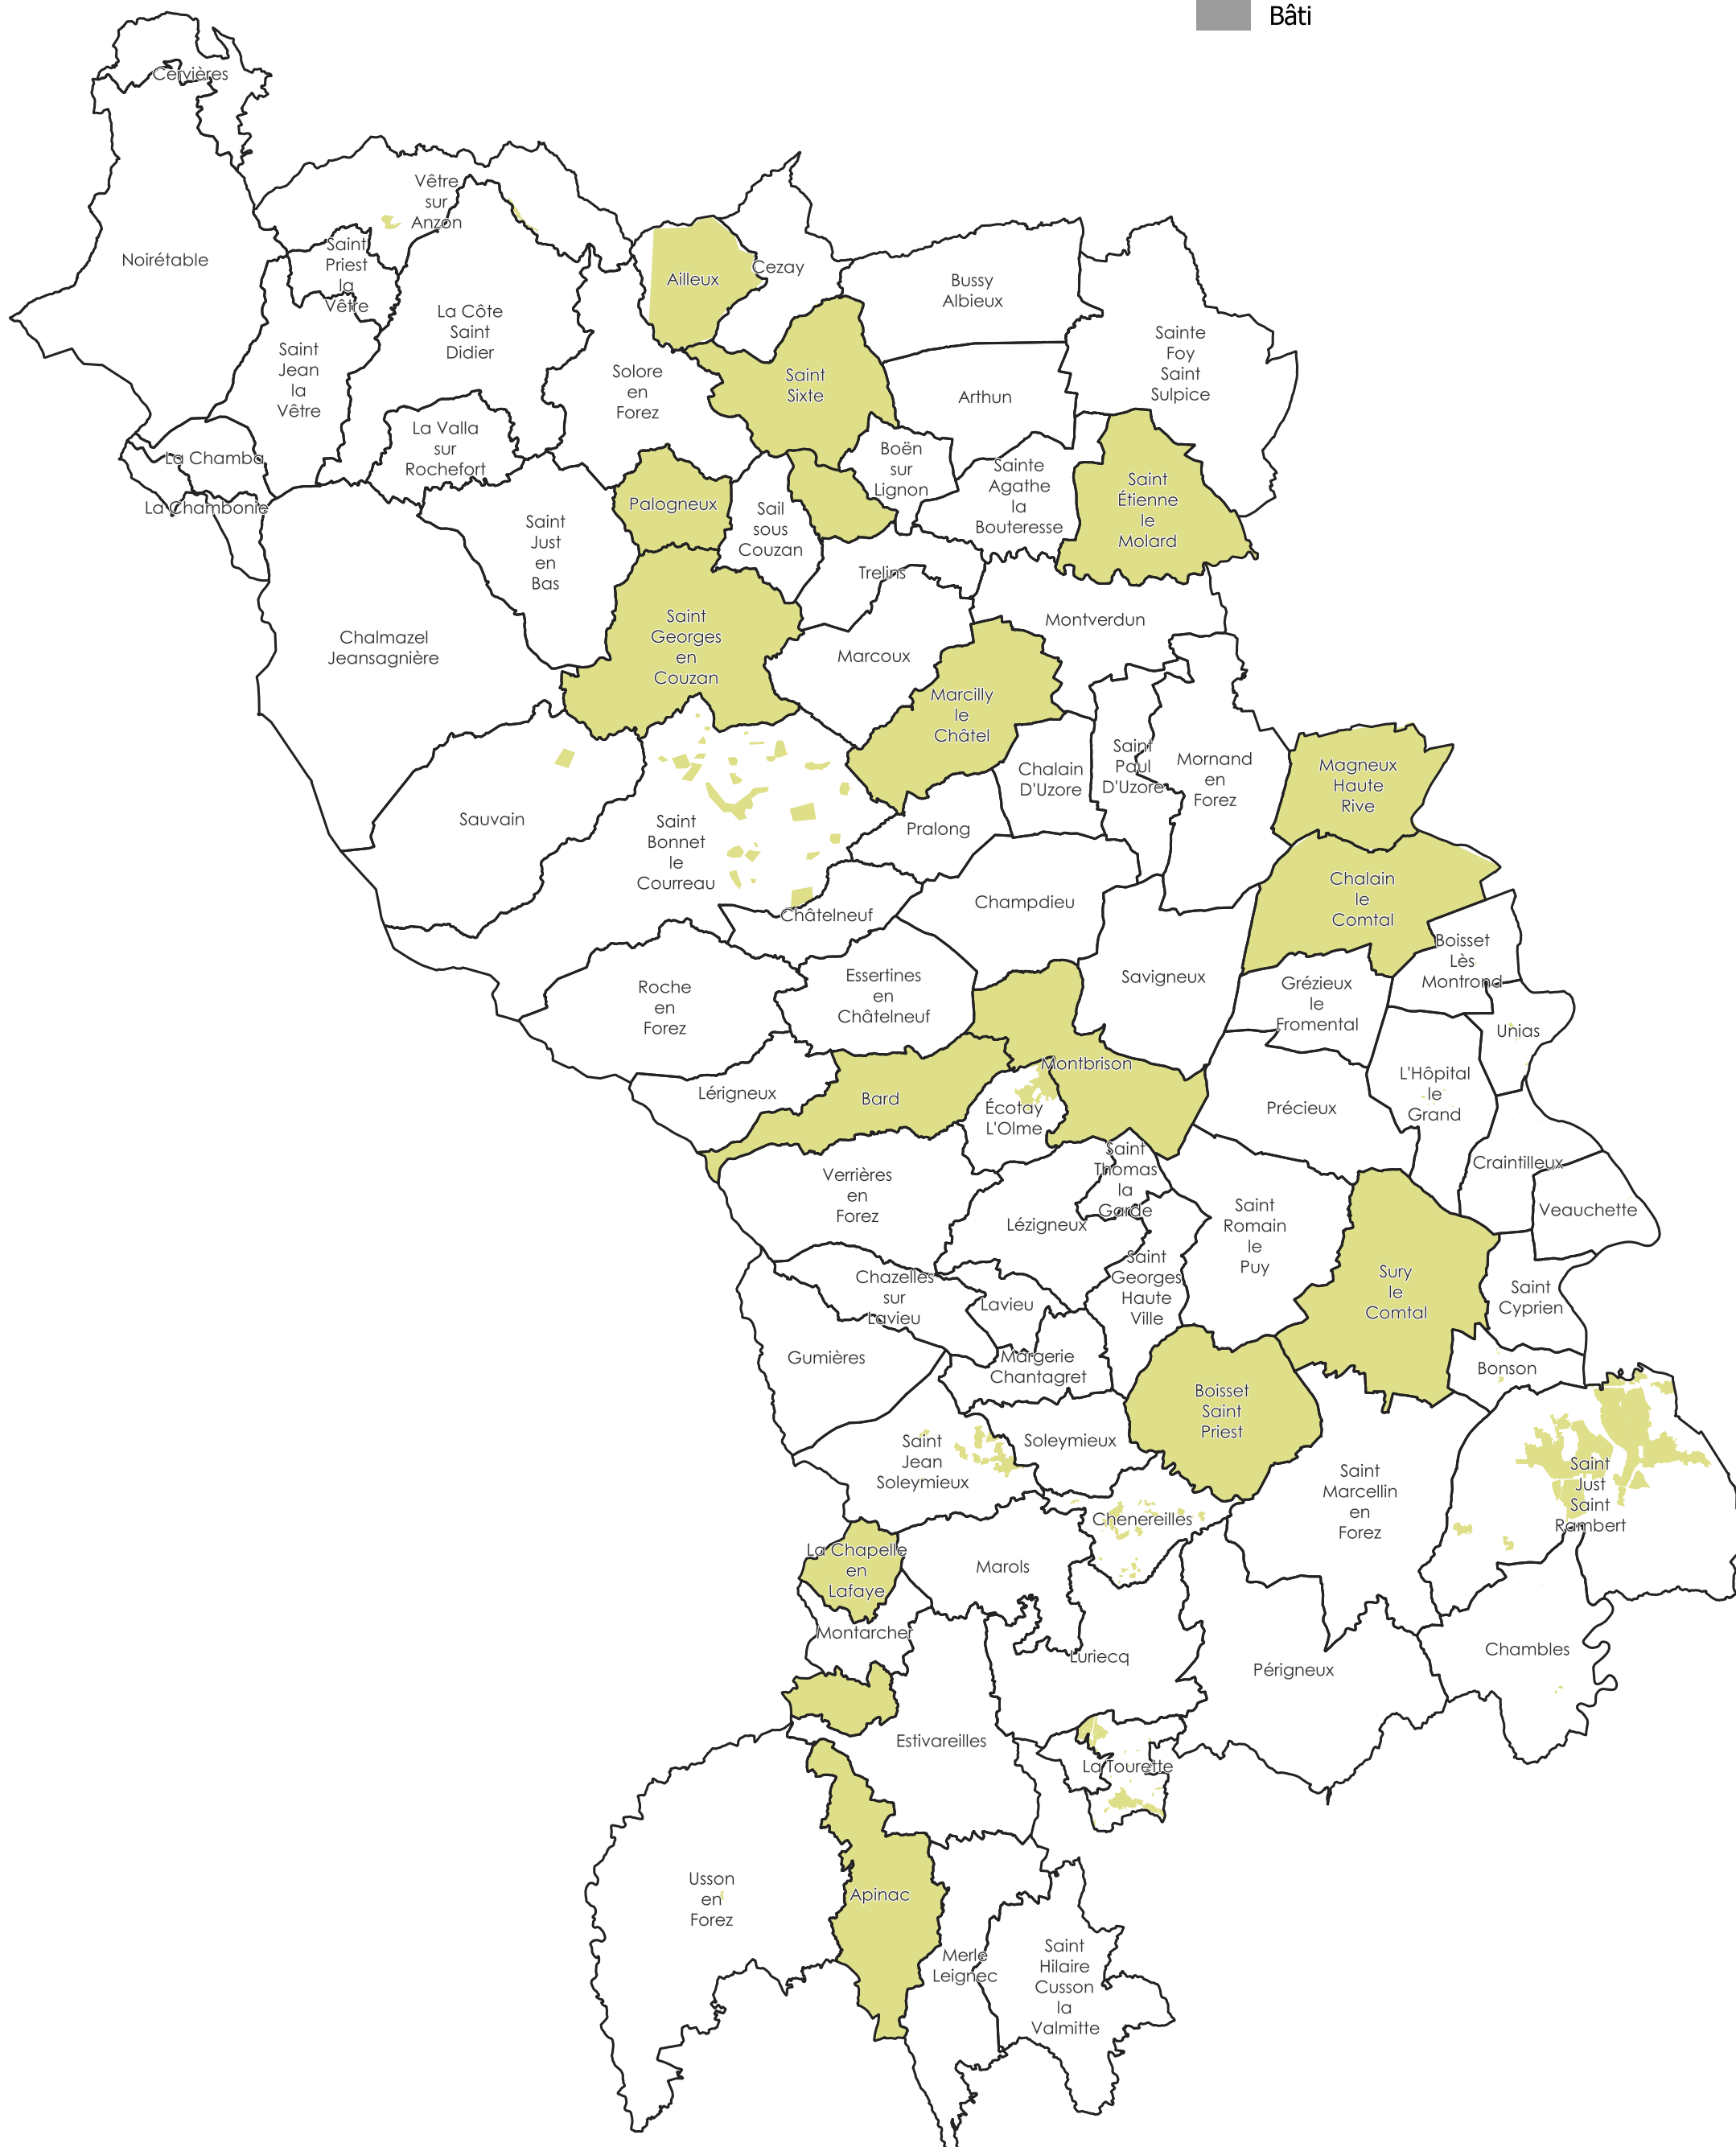 Bâti
Cervières
Vêtre
sur
Anzon
Noirétable
Saint
Priest
la
Vêtre
Ailleux
Cezay
Bussy
Albieux
La Côte
Saint
Didier
Sainte
Foy
Saint
Sulpice
Saint
Jean
la
Vêtre
Solore
en
Forez
Saint
Sixte
Arthun
La Valla
sur
Rochefort
Boën
sur
Lignon
La Chamba
Sainte
Agathe
la
Bouteresse
Saint
Étienne
le
Molard
La Chambonie
Palogneux
Sail
sous
Couzan
Saint
Just
en
Bas
Trelins
Montverdun
Saint
Georges
en
Couzan
Chalmazel
Jeansagnière
Marcoux
Marcilly
le
Châtel
Saint
Paul
D'Uzore
Mornand
en
Forez
Magneux
Haute
Rive
Chalain
D'Uzore
Sauvain
Saint
Bonnet
le
Courreau
Pralong
Chalain
le
Comtal
Châtelneuf
Champdieu
Boisset
Lès
Montrond
Essertines
en
Châtelneuf
Savigneux
Roche
en
Forez
Grézieux
le
Fromental
Unias
Montbrison
Lérigneux
Bard
Écotay
L'Olme
Précieux
L'Hôpital
le
Grand
Saint
Thomas
la
Garde
Craintilleux
Verrières
en
Forez
Lézigneux
Saint
Romain
le
Puy
Veauchette
Saint
Georges
Haute
Ville
Chazelles
sur
Lavieu
Lavieu
Sury
le
Comtal
Saint
Cyprien
Gumières
Margerie
Chantagret
Bonson
Boisset
Saint
Priest
Saint
Jean
Soleymieux
Soleymieux
Saint
Marcellin
en
Forez
Saint
Just
Saint
Rambert
Chenereilles
La Chapelle
en
Lafaye
Marols
Montarcher
Luriecq
Périgneux
Chambles
Estivareilles
La Tourette
Usson
en
Forez
Apinac
Merle
Leignec
Saint
Hilaire
Cusson
la
Valmitte